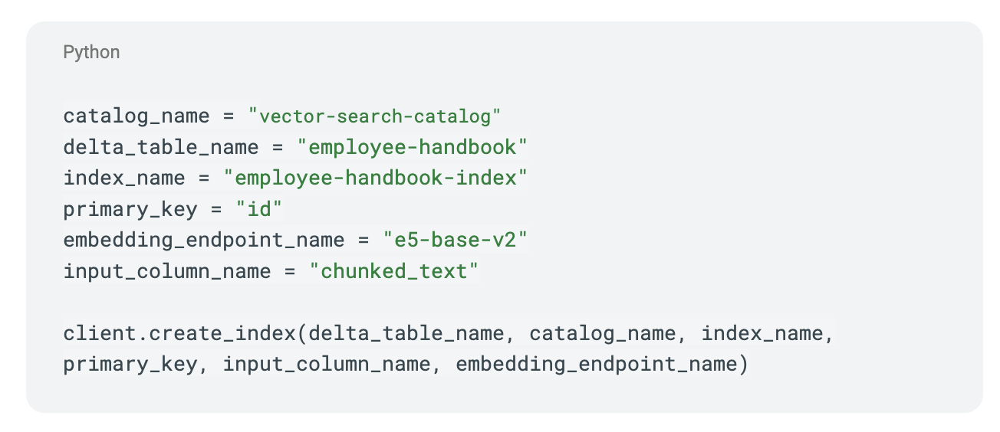 Python
catalog_name = "vector-search-catalog"
delta_table_name = "employee-handbook"
index_name = "employee-handbook-index"
primary_key = "id"
embedding_endpoint_name = "e5-base-v2"
input_column_name = "chunked_text"
client.create_index(delta_table_name, catalog_name, index_name,
primary_key, input_column_name, embedding_endpoint_name)